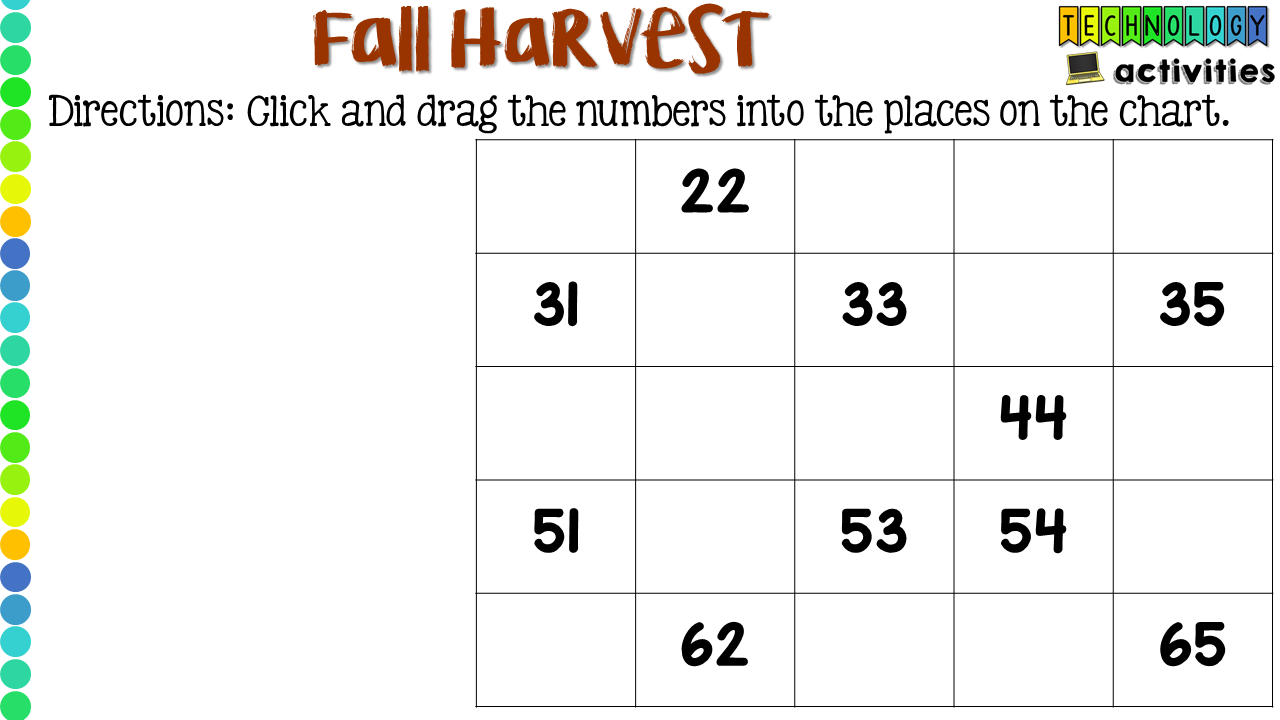 Fall Harvest
TECHNOLOGY
activities
Directions: Click and drag the numbers into the places on the chart.
22
31 33 35
44
51 53 54
62 65